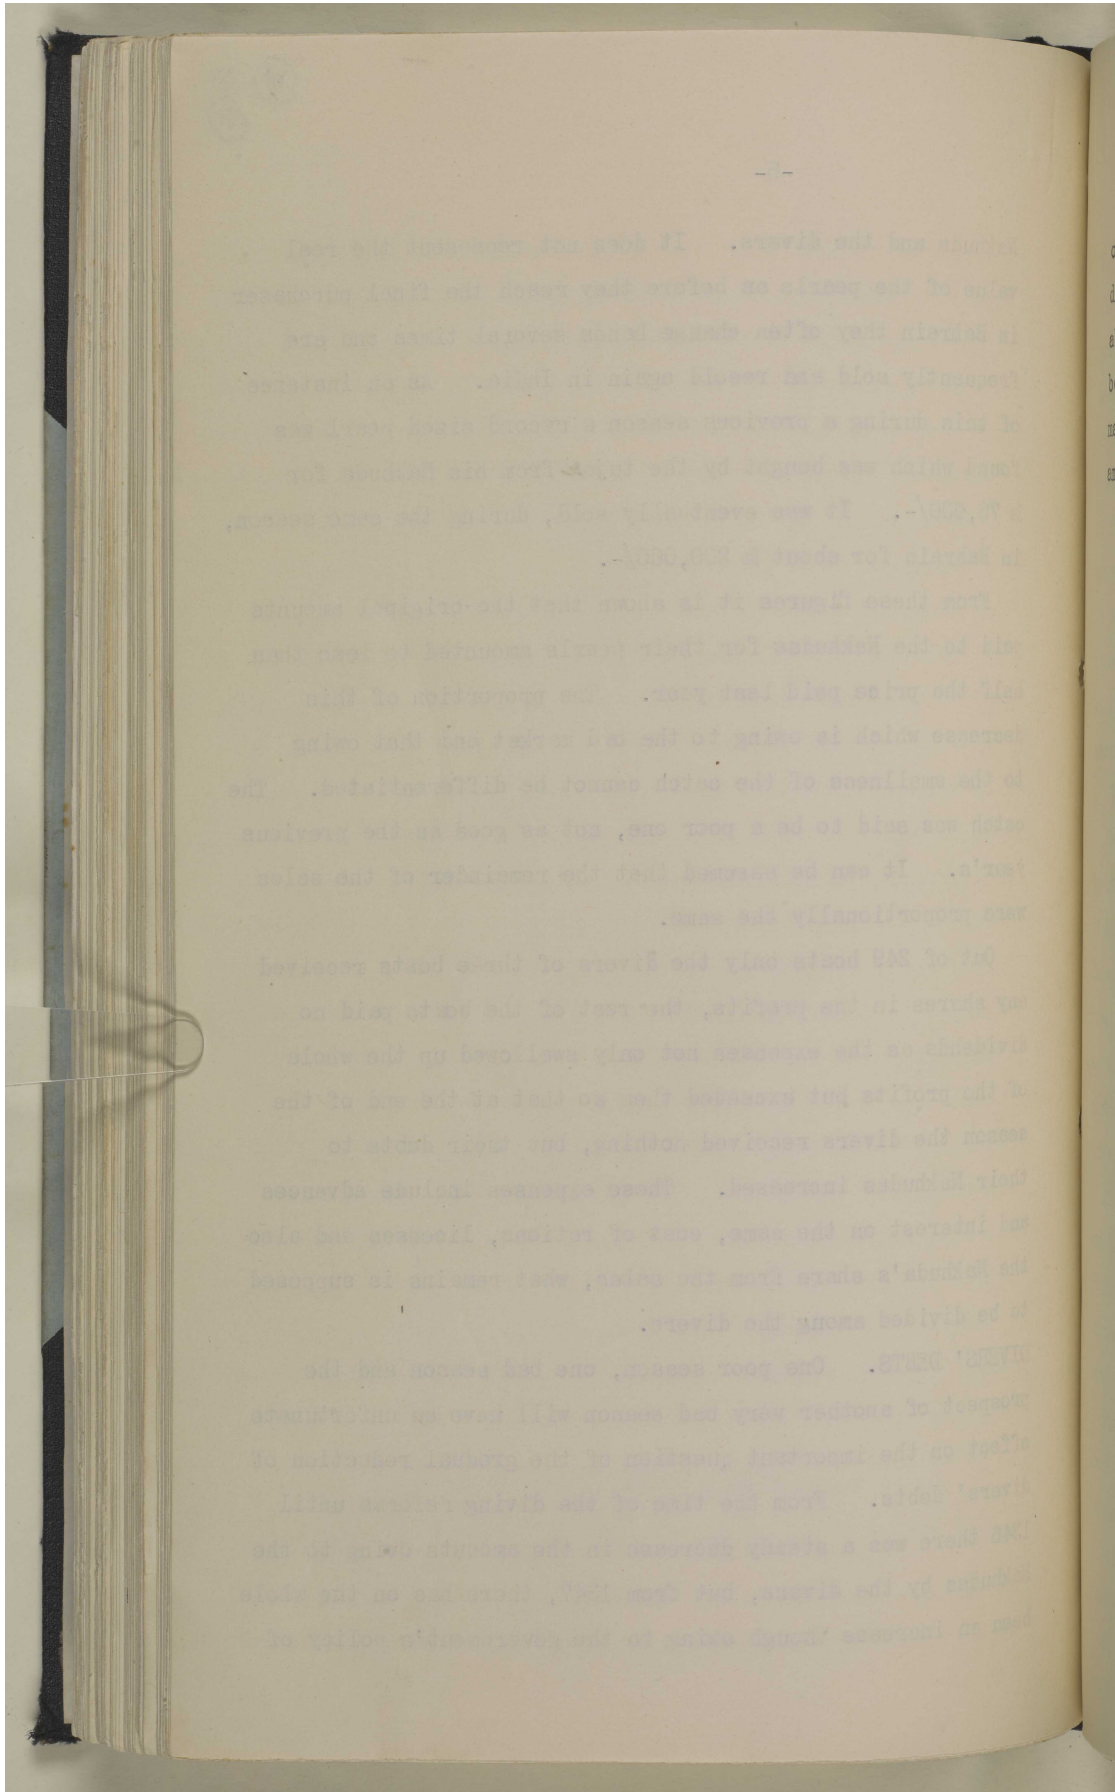 and the divers. It does not represent the real
value of the pearls as before they reach the final purchaser
in Bahrein they often change hands several times and are
frequently sold and resold again in India. As an instance
of this during a previous season a record sized pearl was
found which was bought by the from his Nakhuda for
70,000/-. It was eventually sold, during the same season,
in Bahrein for about
From these figures it is shown that the original amounts
paid to the Nakhudas for their pearls amounted to less than
half the price paid last year. The proportion of this
decrease which is owing to the bad market and that owing
to the smallness of the catch cannot be differentiated. The
catch was said to be a poor one, not as good as the previous
year's. It can be assumed that the remainder of the sales
were proportionally the same.
Out of 249 boats only the divers of three boats received
any shares in the profits, the rest of the boats paid no
dividends as the expenses not only swallowed up the whole
of the profits but exceeded them so that at the end of the
season the divers received nothing, but their debts to
their Nakhudas increased. These expenses include advances
and interest on the same, cost of rations, licenses and also
the Nakhuda's share from the what remains is supposed
to be divided among the divers.
DIVERS' DEBTS. One poor season, one bad season and the
prospect of another very bad season will have an unfortunate
effect on the important question of the gradual reduction of
divers' debts. From the time of the diving reforms until
there was a steady decrease in the amounts owing to the
Nakhudas by the divers, but from there has on the whole
been an increase though owing to the government's policy of